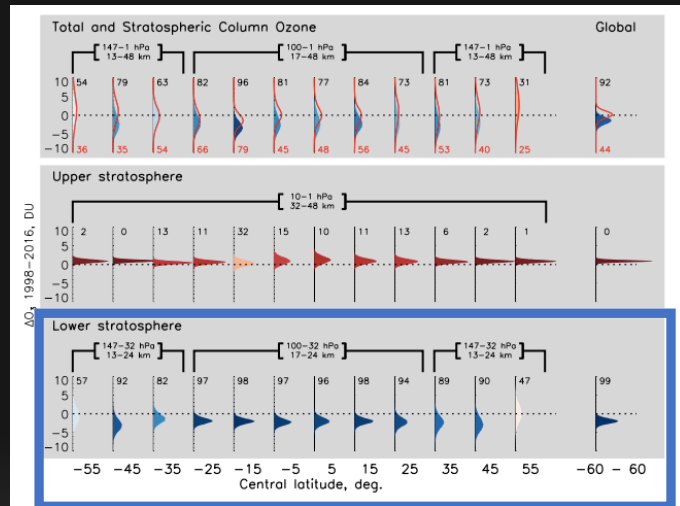 Total and Stratospheric Column Ozone Global
147-1 hPa 100-1 hPa 147-1 hPa
13-48 km 17-48 km 13-48 km
10 54 79 63 82 96 81 77 84 73 81 73 31 92
5
0
-5
-10 36 35 54 66 79 45 48 56 45 53 40 25 44
Upper stratosphere
10-1 hPa
32-48 km
10 2 0 13 11 32 15 10 11 13 6 2 1 0
5
0
-5
-10
ΔO₃, 1998-2016, DU
Lower stratosphere
147-32 hPa 100-32 hPa 147-32 hPa
13-24 km 17-24 km 13-24 km
10 57 92 82 97 98 97 96 98 94 89 90 47 99
5
0
-5
-10
-55 -45 -35 -25 -15 -5 5 15 25 35 45 55 -60 - 60
Central latitude, deg.